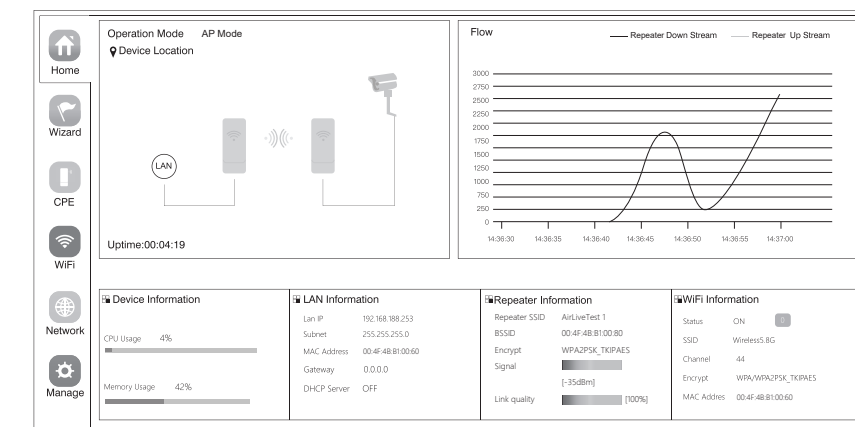 Home
Wizard
CPE
WiFi
Network
Manage
Operation Mode AP Mode
Device Location
LAN
Uptime:00:04:19
Flow
Repeater Down Stream Repeater Up Stream
3000
2750
2500
2250
2000
1750
1500
1250
1000
750
250
0
14:36:30 14:36:35 14:36:40 14:36:45 14:36:50 14:36:55 14:37:00
Device Information
CPU Usage 4%
Memory Usage 42%
LAN Information
Lan IP 192.168.188.253
Subnet 255.255.255.0
MAC Address 00:4F:4B:B1:00:60
Gateway 0.0.0.0
DHCP Server OFF
Repeater Information
Repeater SSID AirLiveTest 1
BSSID 00:4F:4B:B1:00:80
Encrypt WPA2PSK_TKIPAES
Signal
[-35dBm]
Link quality [100%]
WiFi Information
Status ON
SSID Wireless5.8G
Channel 44
Encrypt WPA/WPA2PSK_TKIPAES
MAC Addres 00:4F:4B:B1:00:60